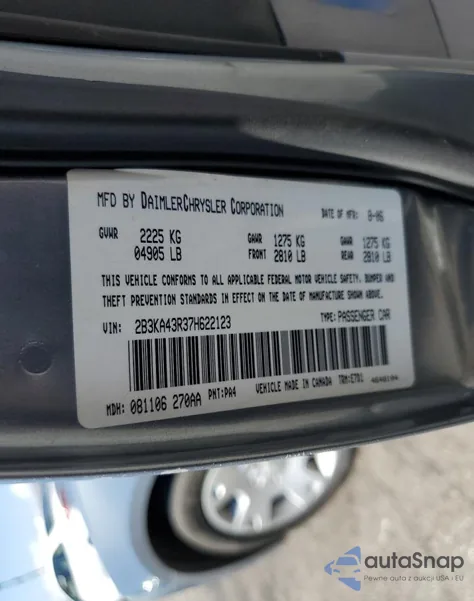 MFD BY DAIMLERCHRYSLER CORPORATION DATE OF MFR: 8-06
GVWR 2225 KG GAWR 1275 KG GAWR 1275 KG
04905 LB FRONT 2810 LB REAR 2810 LB
THIS VEHICLE CONFORMS TO ALL APPLICABLE FEDERAL MOTOR VEHICLE SAFETY, BUMPER AND
THEFT PREVENTION STANDARDS IN EFFECT ON THE DATE OF MANUFACTURE SHOWN ABOVE.
VIN: 2B3KA43R37H622123 TYPE: PASSENGER CAR
MDH: 081106 270AA PNT: PA4 VEHICLE MADE IN CANADA TRM: E7D1
autoSnap
Pewne auto z aukcji USA i EU